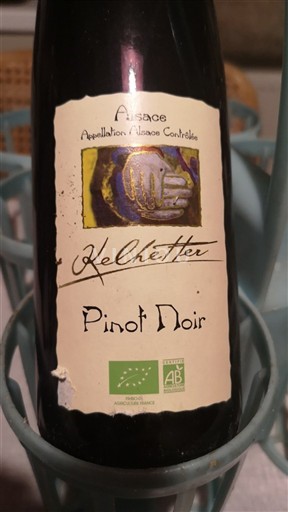 Alsace
Appellation Alsace Contrôlée
Kelhetter
Pinot Noir
AB